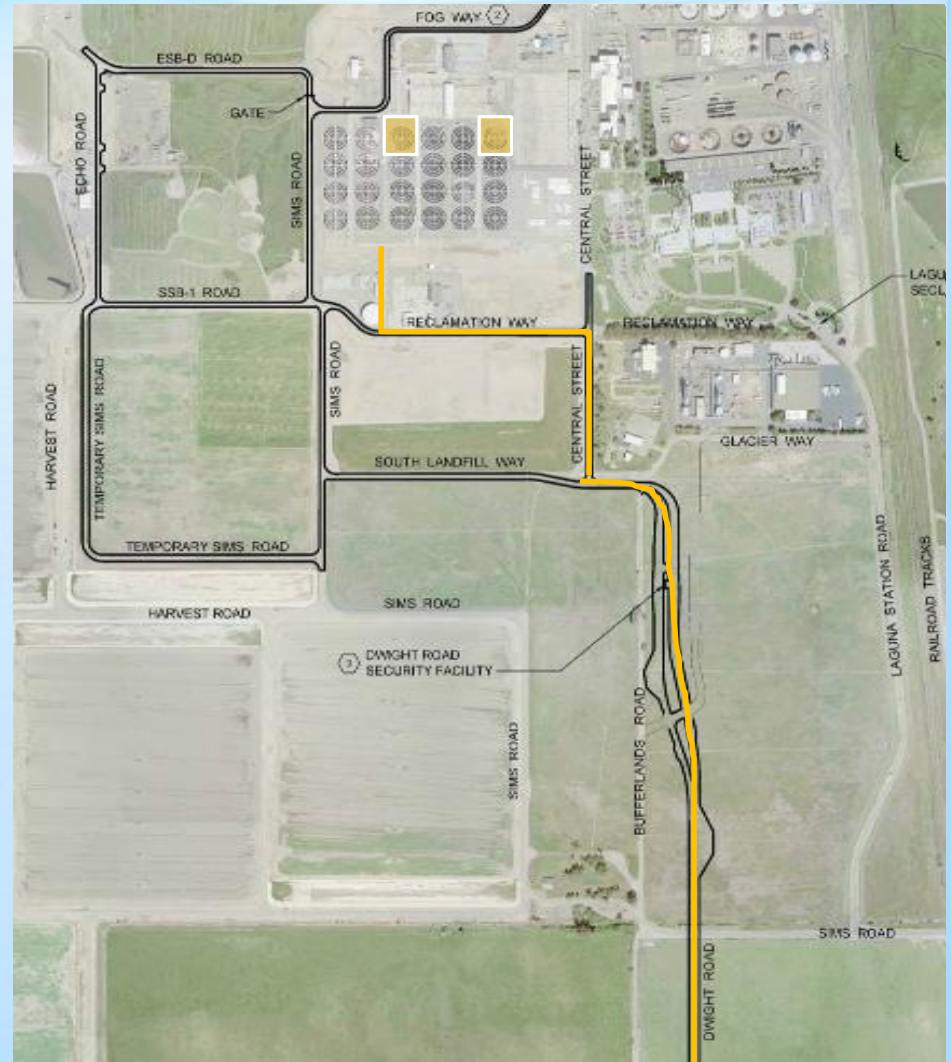 FOG WAY 2
ESB-D ROAD
GATE
ECHO ROAD
SIMS ROAD
CENTRAL STREET
SSB-1 ROAD
LAGU
SECU
RECLAMATION WAY
RECLAMATION WAY
SIMS ROAD
CENTRAL STREET
HARVEST ROAD
TEMPORARY SIMS ROAD
GLACIER WAY
SOUTH LANDFILL WAY
TEMPORARY SIMS ROAD
LAGUNA STATION ROAD
RAILROAD TRACKS
HARVEST ROAD
SIMS ROAD
3 DWIGHT ROAD
SECURITY FACILITY
BUFFERLANDS ROAD
SIMS ROAD
SIMS ROAD
DWIGHT ROAD